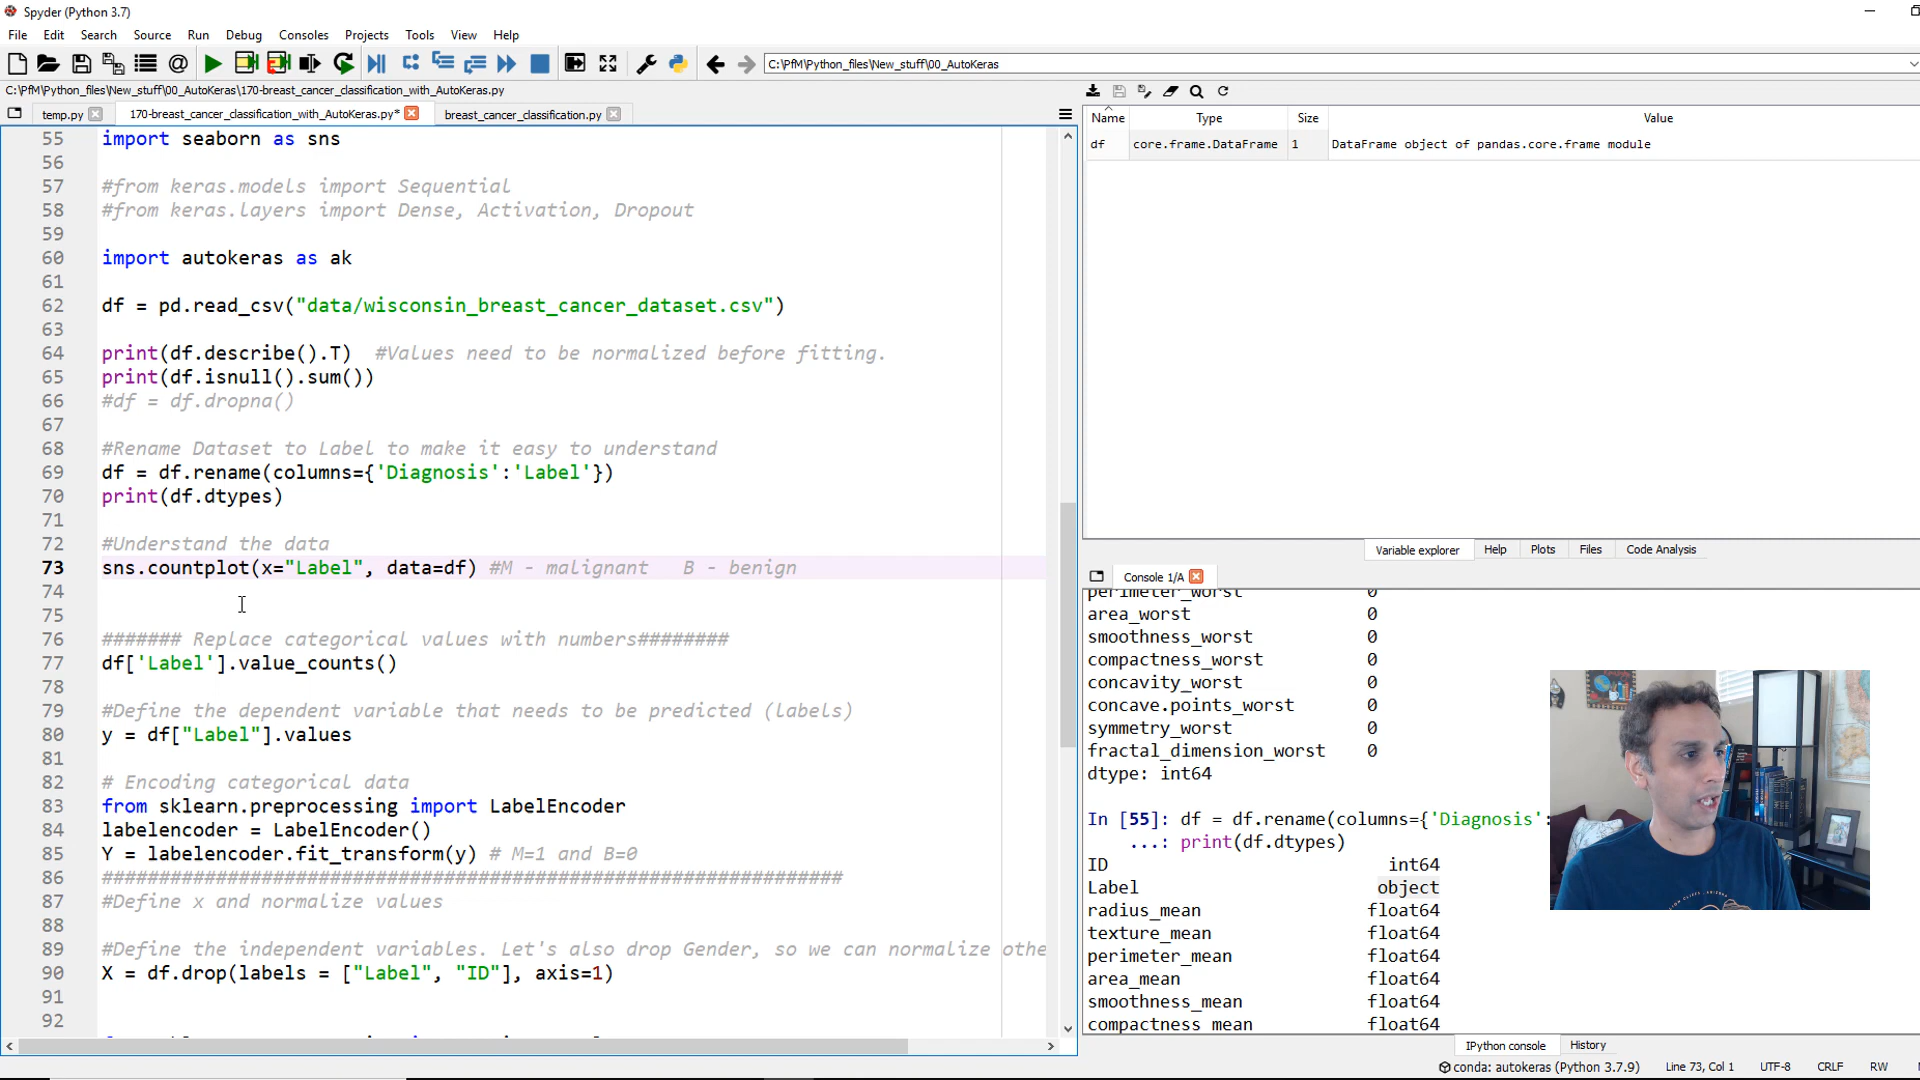 Spyder (Python 3.7)
File Edit Search Source Run Debug Consoles Projects Tools View Help
C:\PfM\Python_files\New_stuff\00_AutoKeras
C:\PfM\Python_files\New_stuff\00_AutoKeras\170-breast_cancer_classification_with_AutoKeras.py
temp.py 170-breast_cancer_classification_with_AutoKeras.py* breast_cancer_classification.py
55 import seaborn as sns
56
57 #from keras.models import Sequential
58 #from keras.layers import Dense, Activation, Dropout
59
60 import autokeras as ak
61
62 df = pd.read_csv("data/wisconsin_breast_cancer_dataset.csv")
63
64 print(df.describe().T)  #Values need to be normalized before fitting.
65 print(df.isnull().sum())
66 #df = df.dropna()
67
68 #Rename Dataset to Label to make it easy to understand
69 df = df.rename(columns={'Diagnosis':'Label'})
70 print(df.dtypes)
71
72 #Understand the data
73 sns.countplot(x="Label", data=df) #M - malignant   B - benign
74
75
76 ####### Replace categorical values with numbers########
77 df['Label'].value_counts()
78
79 #Define the dependent variable that needs to be predicted (labels)
80 y = df["Label"].values
81
82 # Encoding categorical data
83 from sklearn.preprocessing import LabelEncoder
84 labelencoder = LabelEncoder()
85 Y = labelencoder.fit_transform(y) # M=1 and B=0
86 #################################################################
87 #Define x and normalize values
88
89 #Define the independent variables. Let's also drop Gender, so we can normalize othe
90 X = df.drop(labels = ["Label", "ID"], axis=1)
91
92
Name Type Size Value
df core.frame.DataFrame 1 DataFrame object of pandas.core.frame module
Variable explorer Help Plots Files Code Analysis
Console 1/A
perimeter_worst 0
area_worst 0
smoothness_worst 0
compactness_worst 0
concavity_worst 0
concave.points_worst 0
symmetry_worst 0
fractal_dimension_worst 0
dtype: int64
In [55]: df = df.rename(columns={'Diagnosis':
...: print(df.dtypes)
ID int64
Label object
radius_mean float64
texture_mean float64
perimeter_mean float64
area_mean float64
smoothness_mean float64
compactness_mean float64
IPython console History
conda: autokeras (Python 3.7.9) Line 73, Col 1 UTF-8 CRLF RW